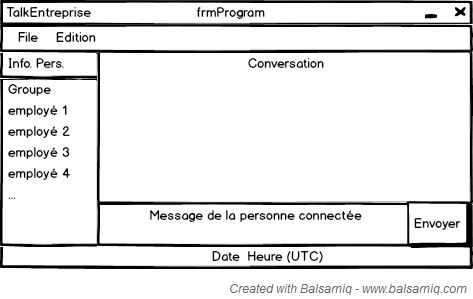 TalkEntreprise frmProgram
File Edition
Info. Pers.
Conversation
Groupe
employé 1
employé 2
employé 3
employé 4
...
Message de la personne connectée
Envoyer
Date Heure (UTC)
Created with Balsamiq - www.balsamiq.com